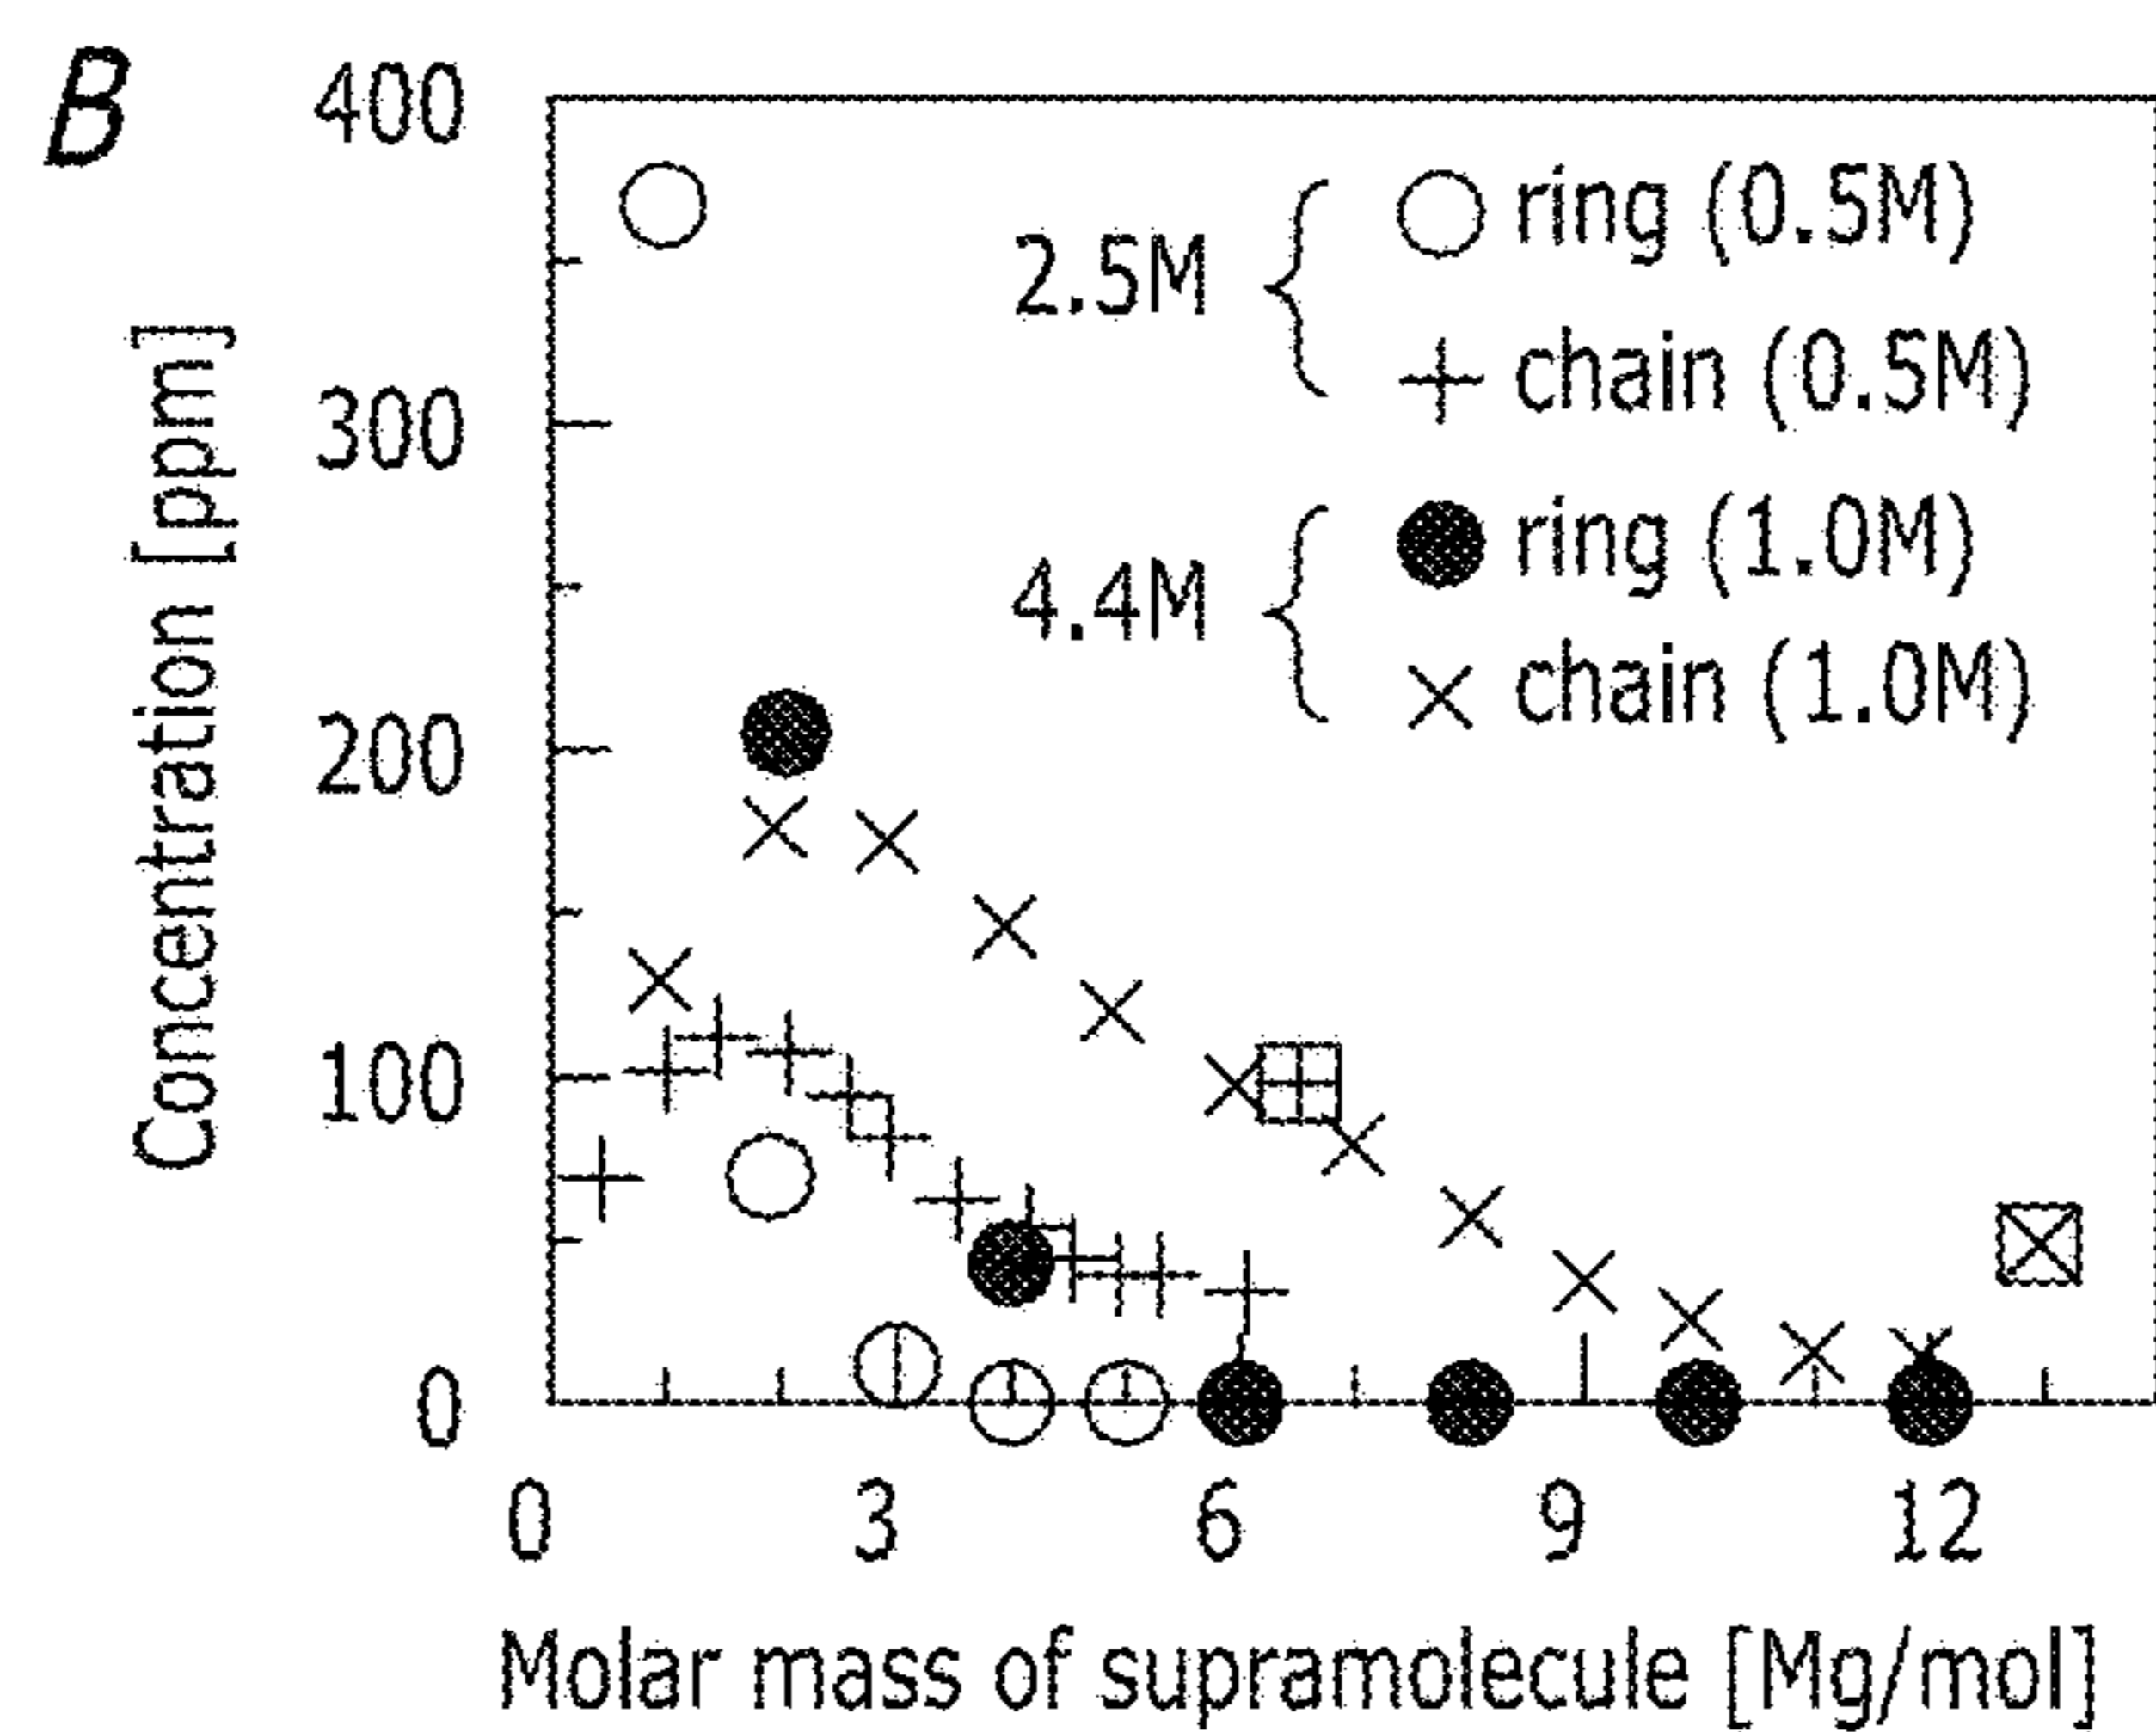 B
400
300
200
100
0
Concentration [ppm]
2.5M
ring (0.5M)
chain (0.5M)
4.4M
ring (1.0M)
chain (1.0M)
0 3 6 9 12
Molar mass of supramolecule [Mg/mol]